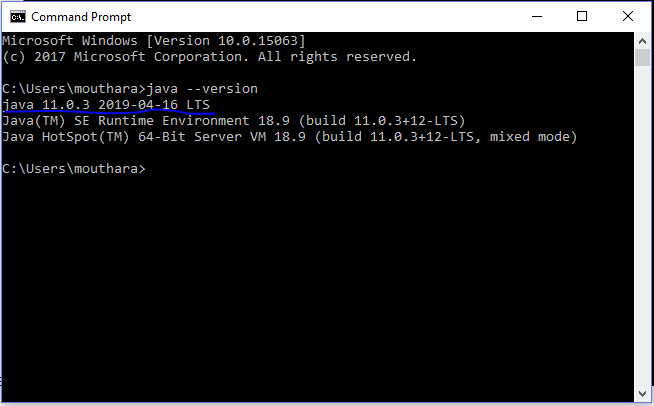 Command Prompt
Microsoft Windows [Version 10.0.15063]
(c) 2017 Microsoft Corporation. All rights reserved.
C:\Users\mouthara>java --version
java 11.0.3 2019-04-16 LTS
Java(TM) SE Runtime Environment 18.9 (build 11.0.3+12-LTS)
Java HotSpot(TM) 64-Bit Server VM 18.9 (build 11.0.3+12-LTS, mixed mode)
C:\Users\mouthara>